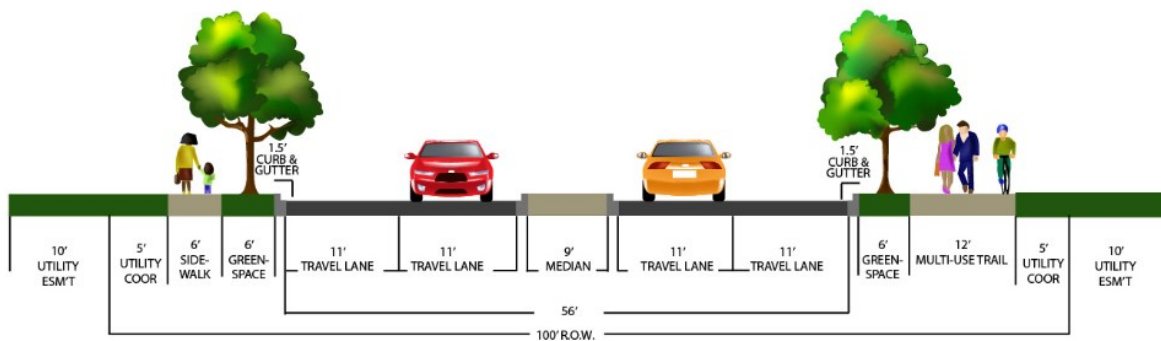 1.5'
CURB &
GUTTER
1.5'
CURB &
GUTTER
10'
UTILITY
ESM'T
5'
UTILITY
COOR
6'
SIDE-
WALK
6'
GREEN-
SPACE
11'
TRAVEL LANE
11'
TRAVEL LANE
9'
MEDIAN
11'
TRAVEL LANE
11'
TRAVEL LANE
6'
GREEN-
SPACE
12'
MULTI-USE TRAIL
5'
UTILITY
COOR
10'
UTILITY
ESM'T
56'
100' R.O.W.